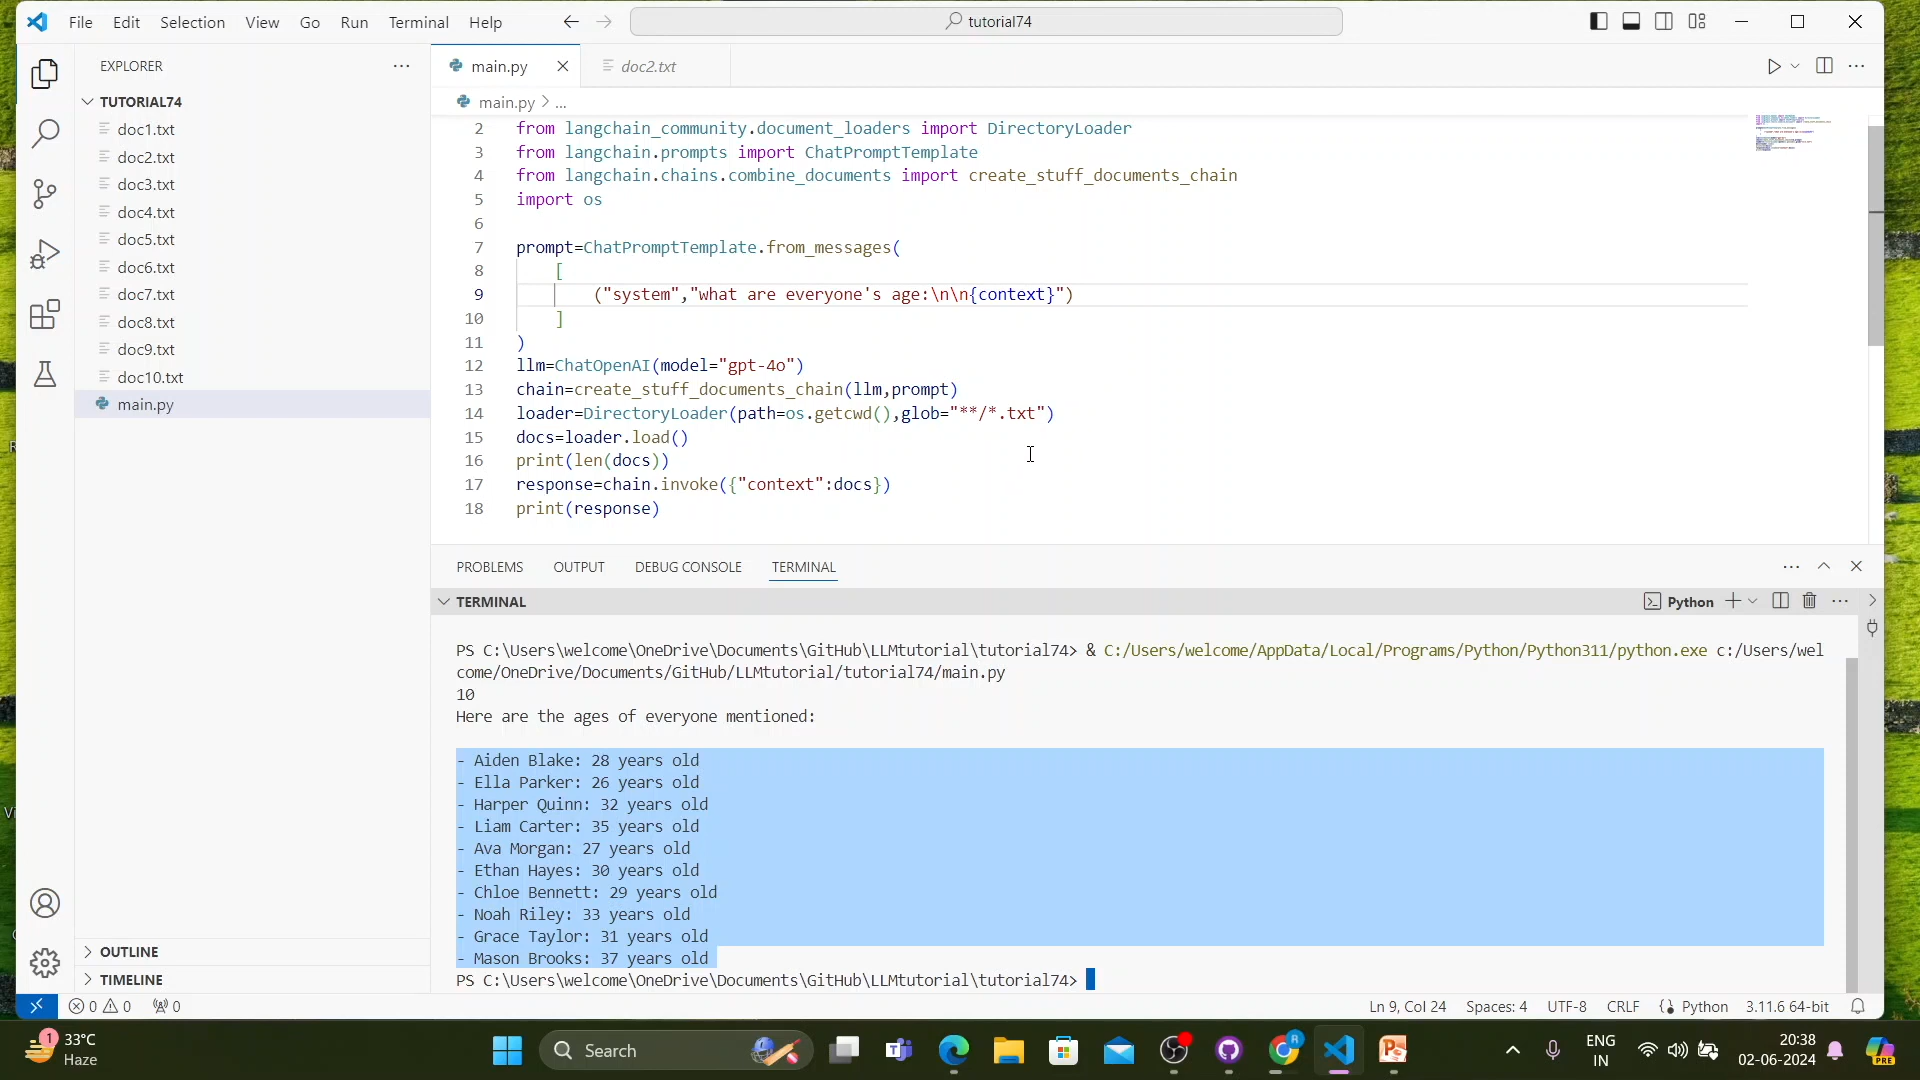 File Edit Selection View Go Run Terminal Help
tutorial74
EXPLORER
TUTORIAL74
doc1.txt
doc2.txt
doc3.txt
doc4.txt
doc5.txt
doc6.txt
doc7.txt
doc8.txt
doc9.txt
doc10.txt
main.py
OUTLINE
TIMELINE
main.py
doc2.txt
main.py > ...
2 from langchain_community.document_loaders import DirectoryLoader
3 from langchain.prompts import ChatPromptTemplate
4 from langchain.chains.combine_documents import create_stuff_documents_chain
5 import os
6
7 prompt=ChatPromptTemplate.from_messages(
8 [
9 ("system","what are everyone's age:\n\n{context}")
10 ]
11 )
12 llm=ChatOpenAI(model="gpt-4o")
13 chain=create_stuff_documents_chain(llm,prompt)
14 loader=DirectoryLoader(path=os.getcwd(),glob="**/*.txt")
15 docs=loader.load()
16 print(len(docs))
17 response=chain.invoke({"context":docs})
18 print(response)
PROBLEMS OUTPUT DEBUG CONSOLE TERMINAL
TERMINAL
Python
PS C:\Users\welcome\OneDrive\Documents\GitHub\LLMtutorial\tutorial74> & C:/Users/welcome/AppData/Local/Programs/Python/Python311/python.exe c:/Users/wel
come/OneDrive/Documents/GitHub/LLMtutorial/tutorial74/main.py
10
Here are the ages of everyone mentioned:
- Aiden Blake: 28 years old
- Ella Parker: 26 years old
- Harper Quinn: 32 years old
- Liam Carter: 35 years old
- Ava Morgan: 27 years old
- Ethan Hayes: 30 years old
- Chloe Bennett: 29 years old
- Noah Riley: 33 years old
- Grace Taylor: 31 years old
- Mason Brooks: 37 years old
PS C:\Users\welcome\OneDrive\Documents\GitHub\LLMtutorial\tutorial74>
0 0 0
Ln 9, Col 24 Spaces: 4 UTF-8 CRLF {} Python 3.11.6 64-bit
1
33°C
Haze
Search
R
PRE
ENG
IN
20:38
02-06-2024